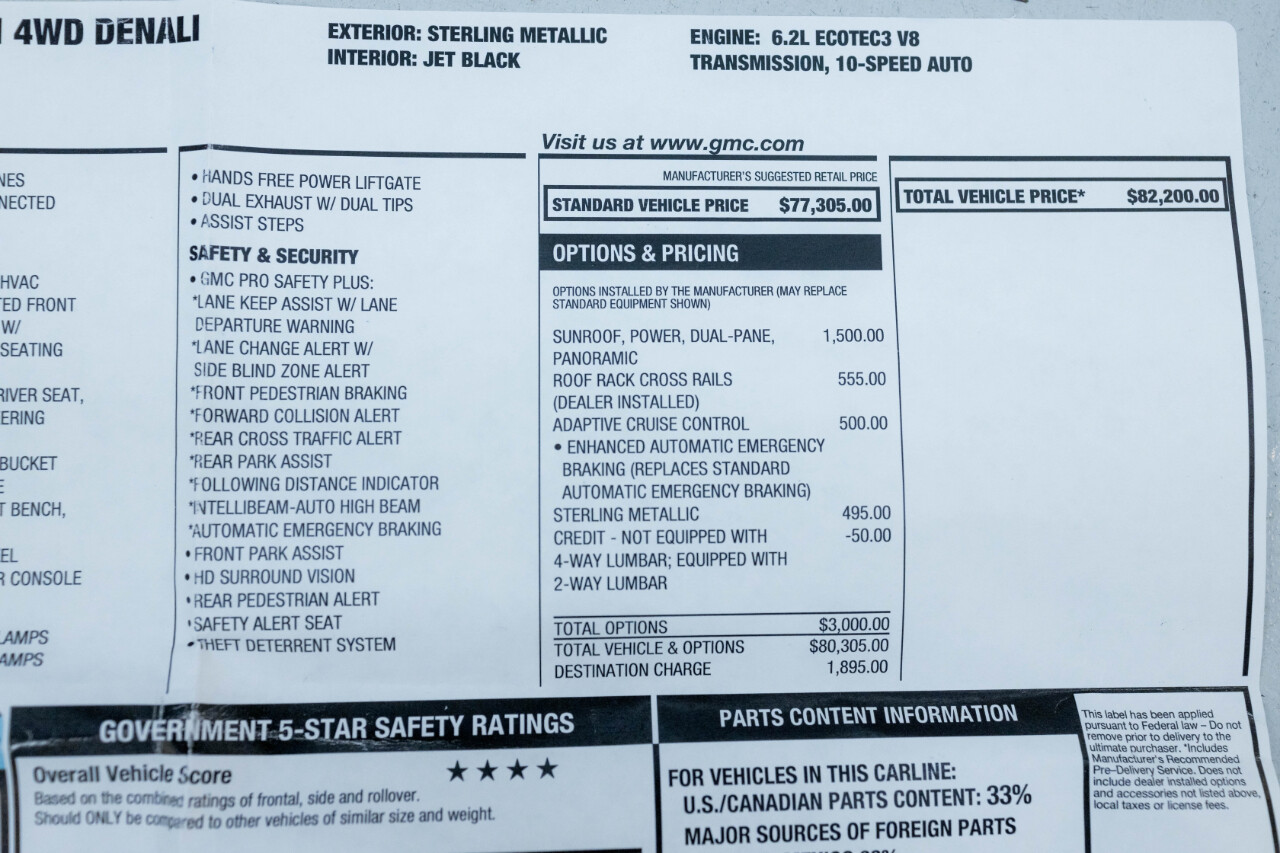 4WD DENALI
EXTERIOR: STERLING METALLIC
INTERIOR: JET BLACK
ENGINE: 6.2L ECOTEC3 V8
TRANSMISSION, 10-SPEED AUTO
NES
NECTED
HVAC
TED FRONT
W/
SEATING
RIVER SEAT,
ERING
BUCKET
E
T BENCH,
EL
R CONSOLE
LAMPS
AMPS
• HANDS FREE POWER LIFTGATE
• DUAL EXHAUST W/ DUAL TIPS
• ASSIST STEPS
SAFETY & SECURITY
• GMC PRO SAFETY PLUS:
*LANE KEEP ASSIST W/ LANE
DEPARTURE WARNING
*LANE CHANGE ALERT W/
SIDE BLIND ZONE ALERT
*FRONT PEDESTRIAN BRAKING
*FORWARD COLLISION ALERT
*REAR CROSS TRAFFIC ALERT
*REAR PARK ASSIST
*FOLLOWING DISTANCE INDICATOR
*INTELLIBEAM-AUTO HIGH BEAM
*AUTOMATIC EMERGENCY BRAKING
• FRONT PARK ASSIST
• HD SURROUND VISION
• REAR PEDESTRIAN ALERT
• SAFETY ALERT SEAT
• THEFT DETERRENT SYSTEM
Visit us at www.gmc.com
MANUFACTURER'S SUGGESTED RETAIL PRICE
STANDARD VEHICLE PRICE $77,305.00
OPTIONS & PRICING
OPTIONS INSTALLED BY THE MANUFACTURER (MAY REPLACE
STANDARD EQUIPMENT SHOWN)
SUNROOF, POWER, DUAL-PANE, 1,500.00
PANORAMIC
ROOF RACK CROSS RAILS 555.00
(DEALER INSTALLED)
ADAPTIVE CRUISE CONTROL 500.00
• ENHANCED AUTOMATIC EMERGENCY
BRAKING (REPLACES STANDARD
AUTOMATIC EMERGENCY BRAKING)
STERLING METALLIC 495.00
CREDIT - NOT EQUIPPED WITH -50.00
4-WAY LUMBAR; EQUIPPED WITH
2-WAY LUMBAR
TOTAL OPTIONS $3,000.00
TOTAL VEHICLE & OPTIONS $80,305.00
DESTINATION CHARGE 1,895.00
TOTAL VEHICLE PRICE* $82,200.00
GOVERNMENT 5-STAR SAFETY RATINGS
Overall Vehicle Score ★★★★
Based on the combined ratings of frontal, side and rollover.
Should ONLY be compared to other vehicles of similar size and weight.
PARTS CONTENT INFORMATION
FOR VEHICLES IN THIS CARLINE:
U.S./CANADIAN PARTS CONTENT: 33%
MAJOR SOURCES OF FOREIGN PARTS
This label has been applied
pursuant to Federal law – Do not
remove prior to delivery to the
ultimate purchaser. *Includes
Manufacturer's Recommended
Pre-Delivery Service. Does not
include dealer installed options
and accessories not listed above,
local taxes or license fees.